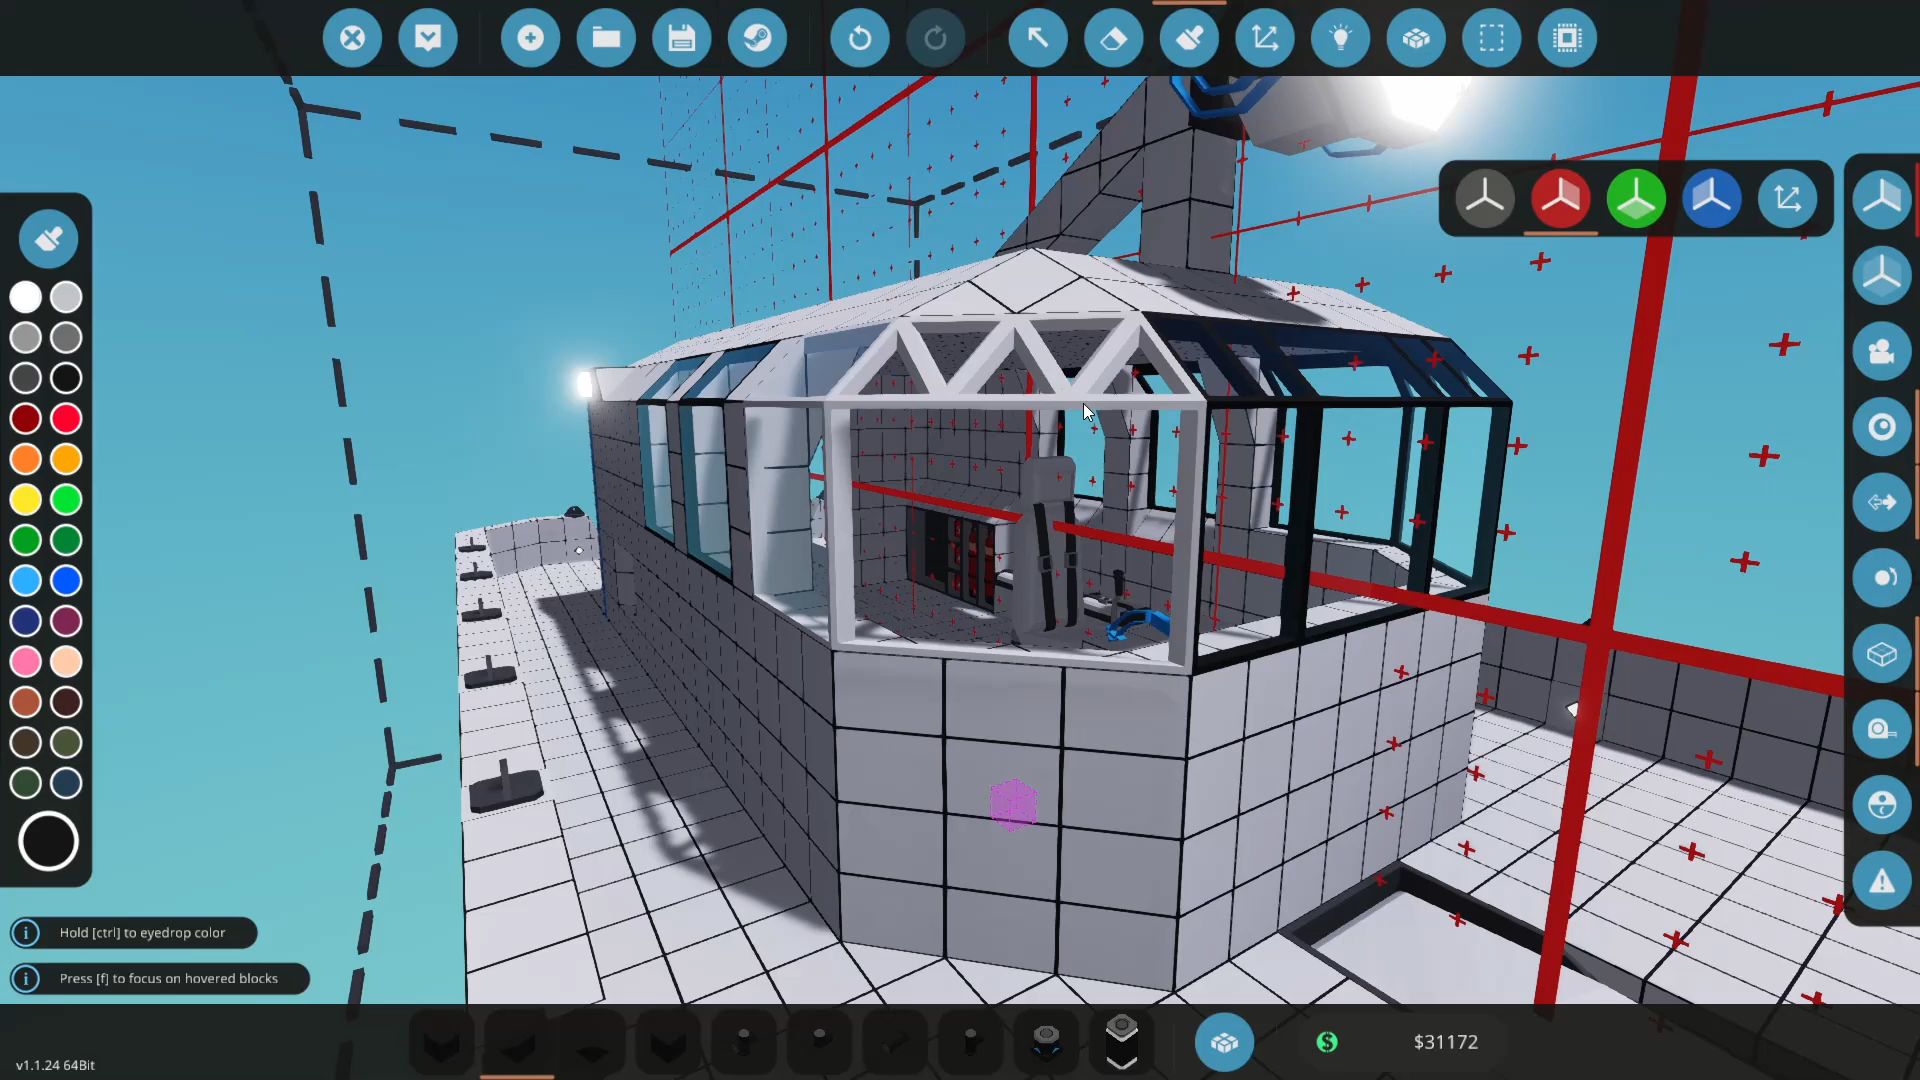 Hold [ctrl] to eyedrop color
Press [f] to focus on hovered blocks
v1.1.24 64Bit
$31172